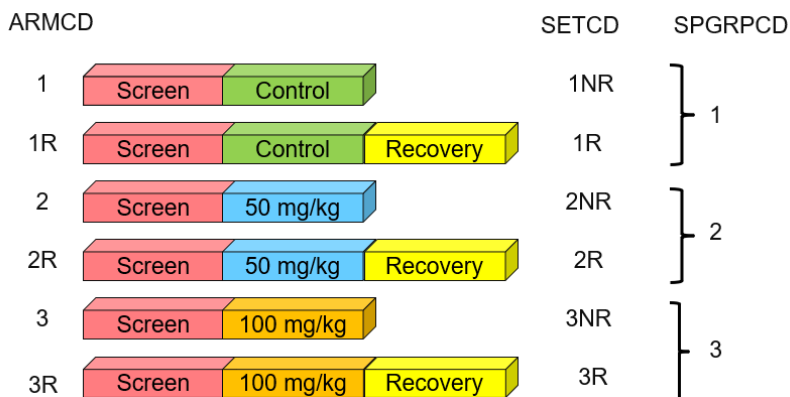 ARMCD SETCD SPGRPCD
1 Screen Control 1NR
1
1R Screen Control Recovery 1R
2 Screen 50 mg/kg 2NR
2
2R Screen 50 mg/kg Recovery 2R
3 Screen 100 mg/kg 3NR
3
3R Screen 100 mg/kg Recovery 3R